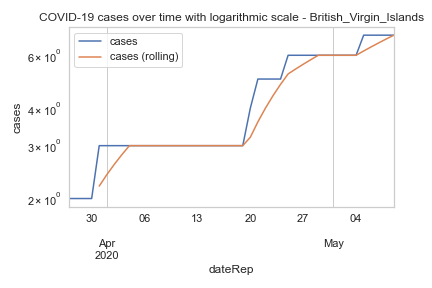 COVID-19 cases over time with logarithmic scale - British_Virgin_Islands
cases
cases (rolling)
6 × 10⁰
4 × 10⁰
3 × 10⁰
2 × 10⁰
cases
30 06 13 20 27 04
Apr May
2020
dateRep